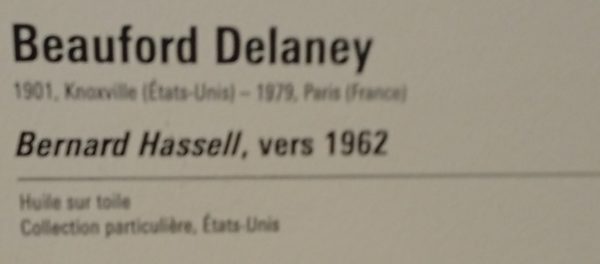 Beauford Delaney
1901, Knoxville (États-Unis) – 1979, Paris (France)
Bernard Hassell, vers 1962
Huile sur toile
Collection particulière, États-Unis